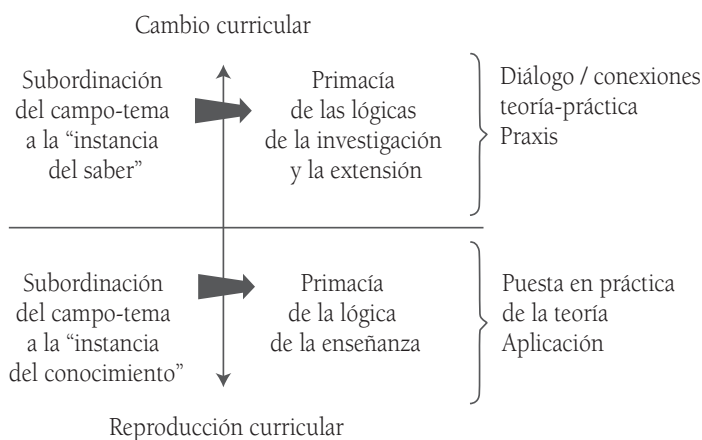 Cambio curricular
Subordinación
del campo-tema
a la “instancia
del saber”
Primacía
de las lógicas
de la investigación
y la extensión
Diálogo / conexiones
teoría-práctica
Praxis
Subordinación
del campo-tema
a la “instancia
del conocimiento”
Primacía
de la lógica
de la enseñanza
Puesta en práctica
de la teoría
Aplicación
Reproducción curricular